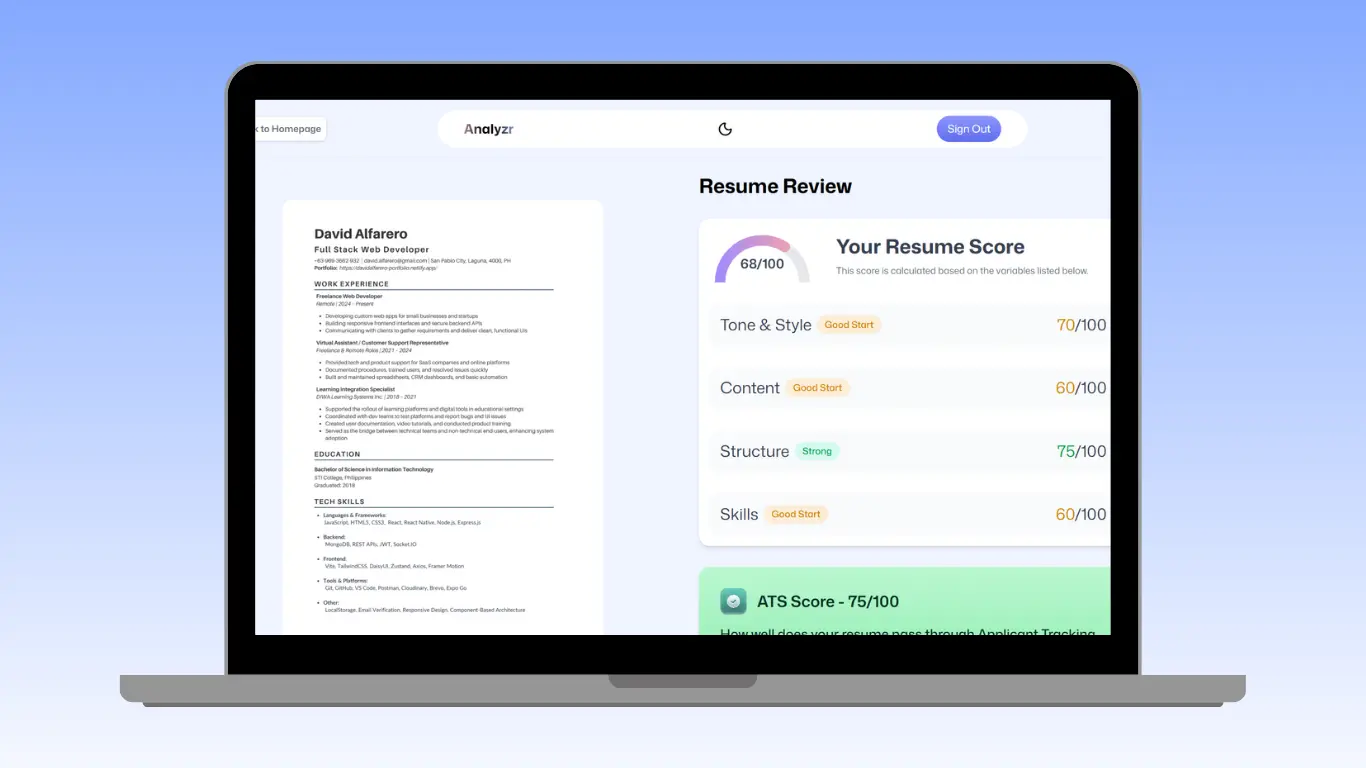 k to Homepage
Analyzr
Sign Out
David Alfarero
Full Stack Web Developer
david.alfarero@gmail.com | San Pablo City, Laguna, 4000, PH
Portfolio: https://davidalfarero-portfolio.netlify.app/
WORK EXPERIENCE
Freelance Web Developer
Remote | 2024 - Present
• Developing custom web apps for small businesses and startups
• Building responsive frontend interfaces and secure backend APIs
• Communicating with clients to gather requirements and deliver clean, functional UIs
Virtual Assistant / Customer Support Representative
Freelance & Remote Roles | 2021 - 2024
• Provided tech and product support for SaaS companies and online platforms
• Documented procedures, trained users, and resolved issues quickly
• Built and maintained spreadsheets, CRM dashboards, and basic automation
Learning Integration Specialist
DIWA Learning Systems Inc. | 2018 - 2021
• Supported the rollout of learning platforms and digital tools in educational settings
• Coordinated with dev teams to test platforms and report bugs and UI issues
• Created user documentation, video tutorials, and conducted product training
• Served as the bridge between technical teams and non-technical end-users, enhancing system
adoption
EDUCATION
Bachelor of Science in Information Technology
STI College, Philippines
Graduated: 2018
TECH SKILLS
• Languages & Frameworks:
JavaScript, HTML5, CSS3, React, React Native, Node.js, Express.js
• Backend:
MongoDB, REST APIs, JWT, Socket.IO
• Frontend:
Vite, TailwindCSS, DaisyUI, Zustand, Axios, Framer Motion
• Tools & Platforms:
Git, GitHub, VS Code, Postman, Cloudinary, Brevo, Expo Go
• Other:
LocalStorage, Email Verification, Responsive Design, Component-Based Architecture
Resume Review
68/100
Your Resume Score
This score is calculated based on the variables listed below.
Tone & Style Good Start 70/100
Content Good Start 60/100
Structure Strong 75/100
Skills Good Start 60/100
ATS Score - 75/100
How well does your resume pass through Applicant Tracking